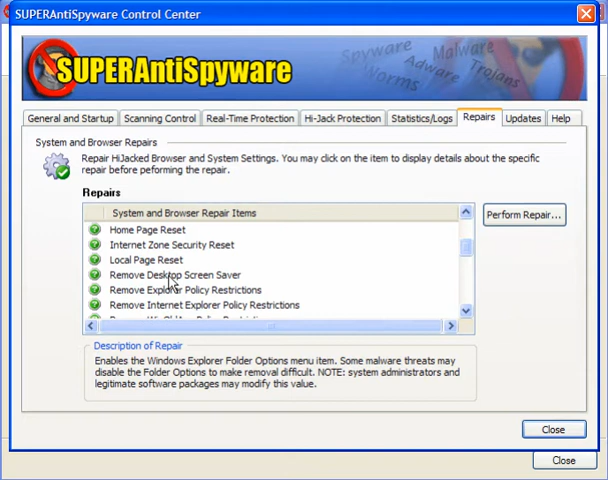 SUPERAntiSpyware Control Center
Spyware
Malware
Adware
Worms
Trojans
SUPERAntiSpyware
General and Startup
Scanning Control
Real-Time Protection
Hi-Jack Protection
Statistics/Logs
Repairs
Updates
Help
System and Browser Repairs
Repair HiJacked Browser and System Settings. You may click on the item to display details about the specific
repair before peforming the repair.
Repairs
System and Browser Repair Items
Perform Repair...
Home Page Reset
Internet Zone Security Reset
Local Page Reset
Remove Desktop Screen Saver
Remove Explorer Policy Restrictions
Remove Internet Explorer Policy Restrictions
Description of Repair
Enables the Windows Explorer Folder Options menu item. Some malware threats may
disable the Folder Options to make removal difficult. NOTE: system administrators and
legitimate software packages may modify this value.
Close
Close